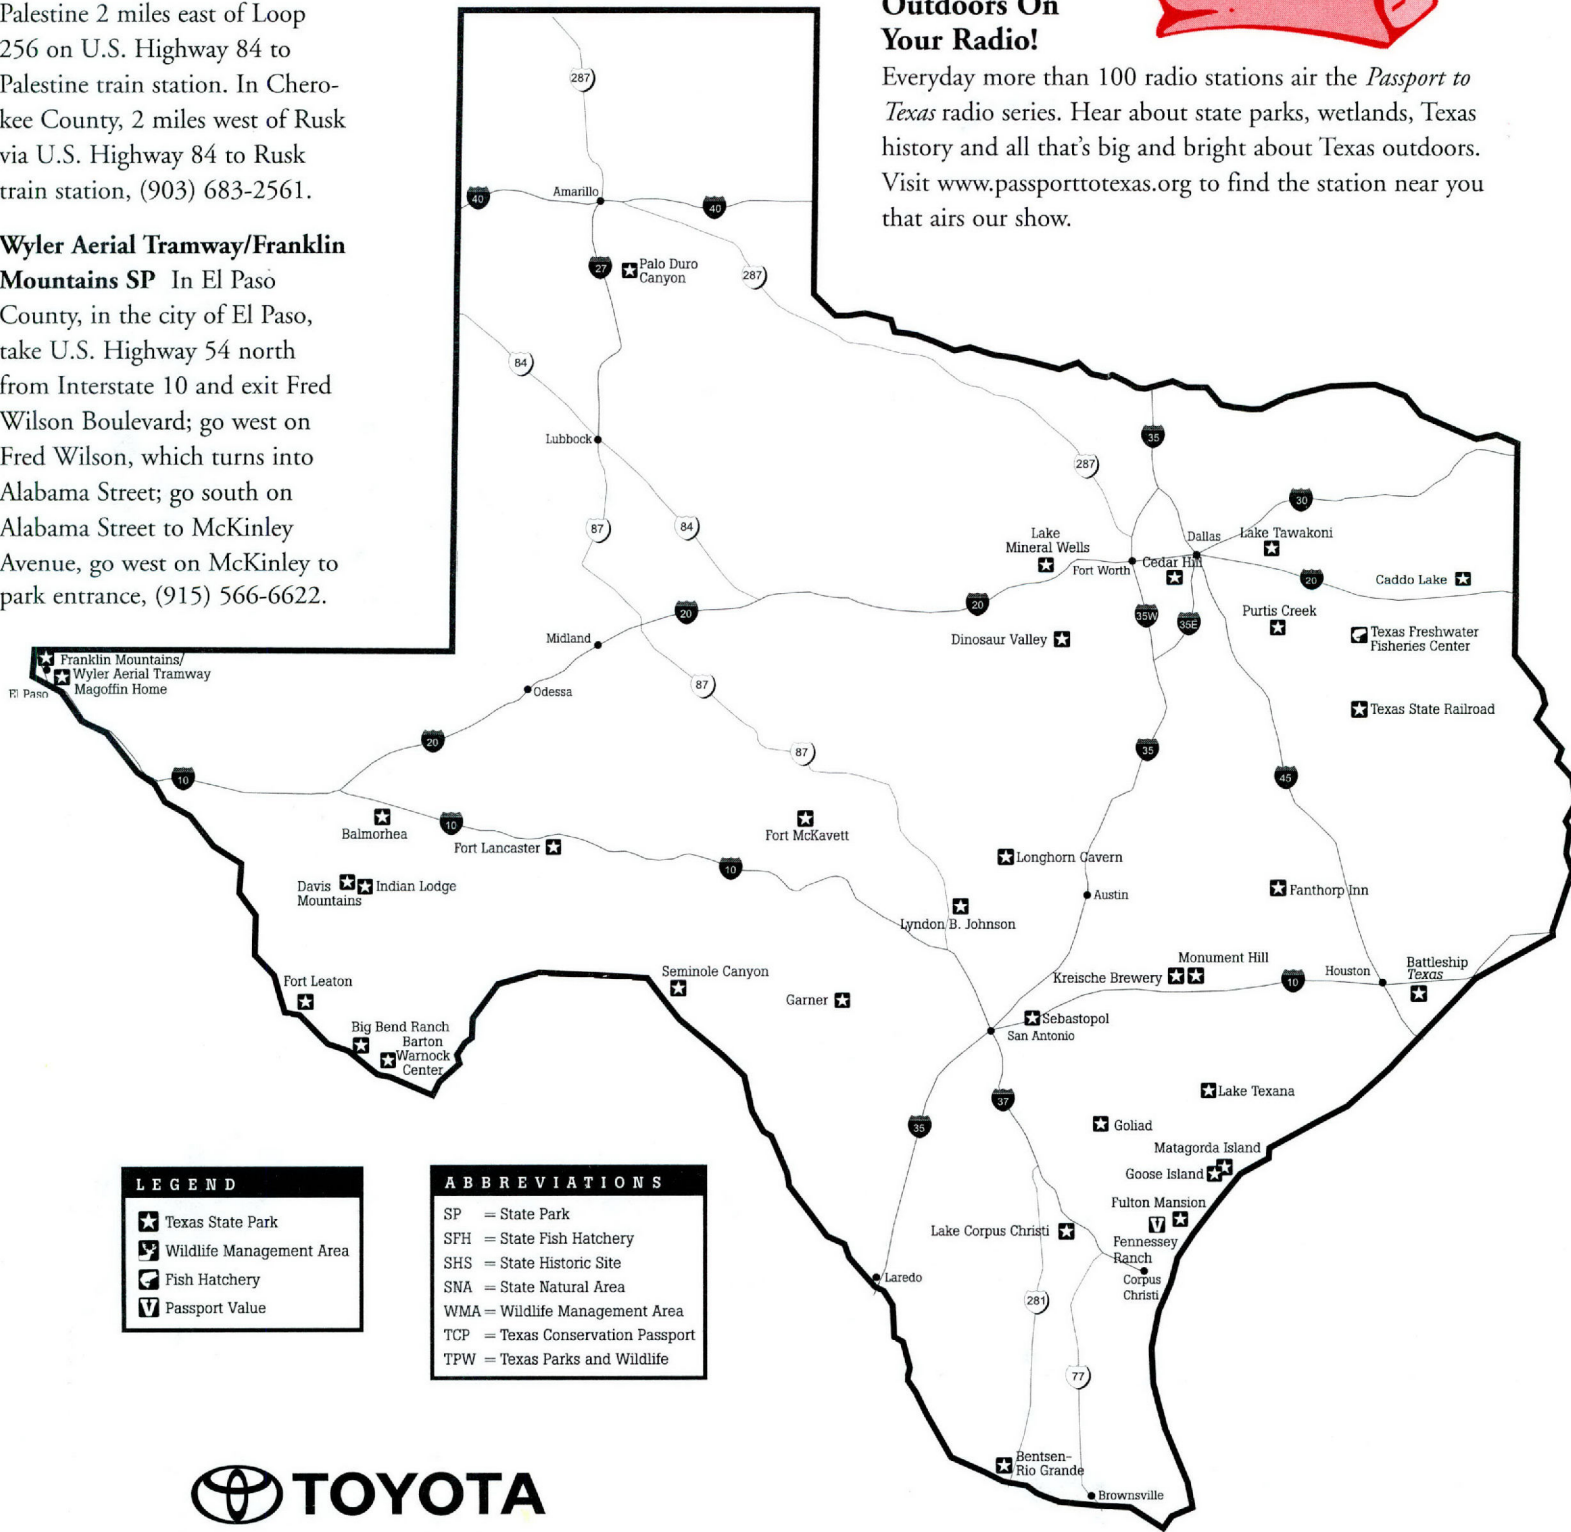 Palestine 2 miles east of Loop
256 on U.S. Highway 84 to
Palestine train station. In Chero-
kee County, 2 miles west of Rusk
via U.S. Highway 84 to Rusk
train station, (903) 683-2561.
Wyler Aerial Tramway/Franklin
Mountains SP In El Paso
County, in the city of El Paso,
take U.S. Highway 54 north
from Interstate 10 and exit Fred
Wilson Boulevard; go west on
Fred Wilson, which turns into
Alabama Street; go south on
Alabama Street to McKinley
Avenue, go west on McKinley to
park entrance, (915) 566-6622.
Outdoors On
Your Radio!
Everyday more than 100 radio stations air the Passport to
Texas radio series. Hear about state parks, wetlands, Texas
history and all that's big and bright about Texas outdoors.
Visit www.passporttotexas.org to find the station near you
that airs our show.
287
Amarillo
40
40
27
Palo Duro
Canyon
287
84
Lubbock
35
287
30
87
84
Lake
Mineral Wells
Dallas
Lake Tawakoni
Fort Worth
Cedar Hill
20
Caddo Lake
20
20
35W
35E
Purtis Creek
Midland
Dinosaur Valley
Texas Freshwater
Fisheries Center
Franklin Mountains/
Wyler Aerial Tramway
Magoffin Home
El Paso
Odessa
87
Texas State Railroad
20
87
35
10
45
Balmorhea
10
Fort McKavett
Fort Lancaster
Longhorn Cavern
10
Davis
Mountains
Indian Lodge
Austin
Fanthorp Inn
Lyndon B. Johnson
Fort Leaton
Seminole Canyon
Garner
Monument Hill
Kreische Brewery
10
Houston
Battleship
Texas
Big Bend Ranch
Barton
Warnock
Center
Sebastopol
San Antonio
Lake Texana
37
35
Goliad
Matagorda Island
Goose Island
Fulton Mansion
Lake Corpus Christi
Fennessey
Ranch
Laredo
Corpus
Christi
281
77
Bentsen-
Rio Grande
Brownsville
LEGEND
Texas State Park
Wildlife Management Area
Fish Hatchery
V Passport Value
ABBREVIATIONS
SP = State Park
SFH = State Fish Hatchery
SHS = State Historic Site
SNA = State Natural Area
WMA = Wildlife Management Area
TCP = Texas Conservation Passport
TPW = Texas Parks and Wildlife
TOYOTA